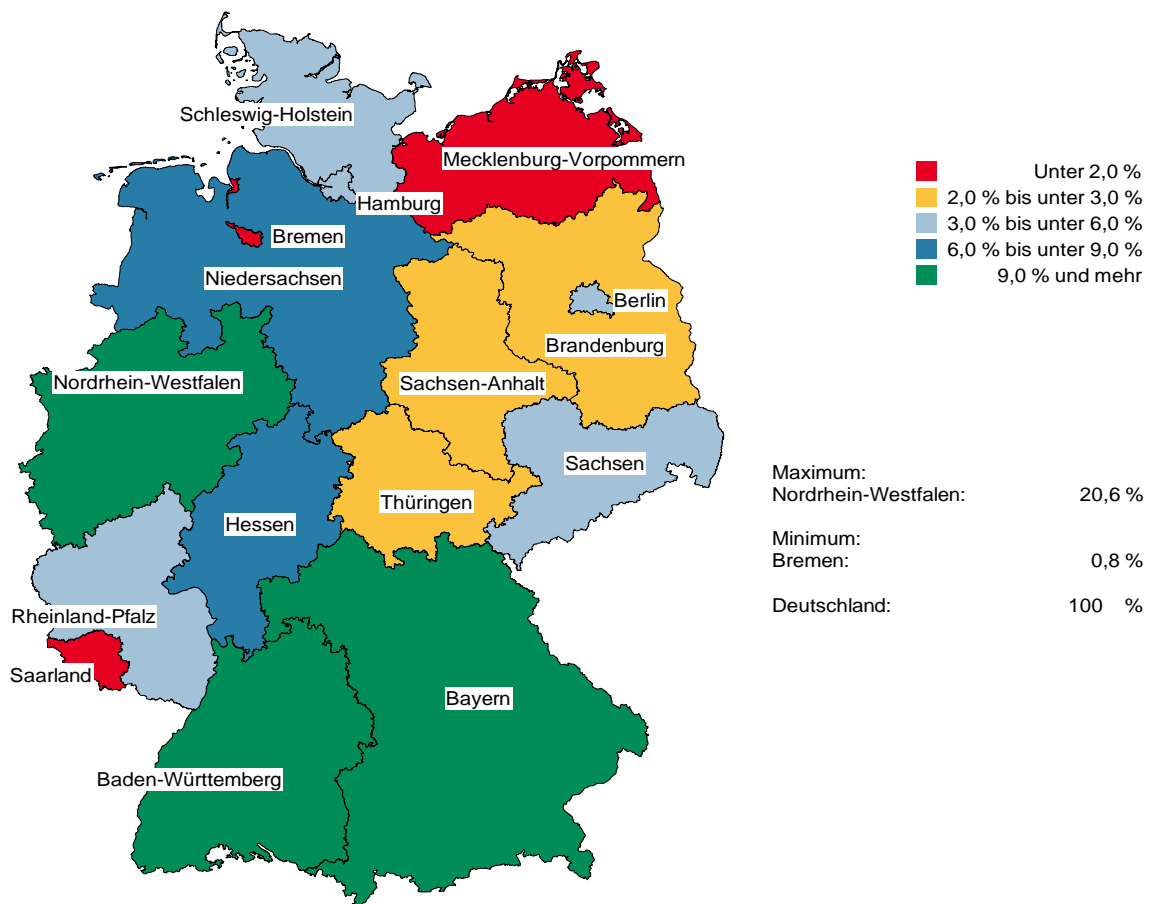 Schleswig-Holstein
Mecklenburg-Vorpommern
Hamburg
Bremen
Niedersachsen
Berlin
Brandenburg
Nordrhein-Westfalen
Sachsen-Anhalt
Sachsen
Thüringen
Hessen
Rheinland-Pfalz
Saarland
Bayern
Baden-Württemberg
Unter 2,0 %
2,0 % bis unter 3,0 %
3,0 % bis unter 6,0 %
6,0 % bis unter 9,0 %
9,0 % und mehr
Maximum:
Nordrhein-Westfalen: 20,6 %
Minimum:
Bremen: 0,8 %
Deutschland: 100 %